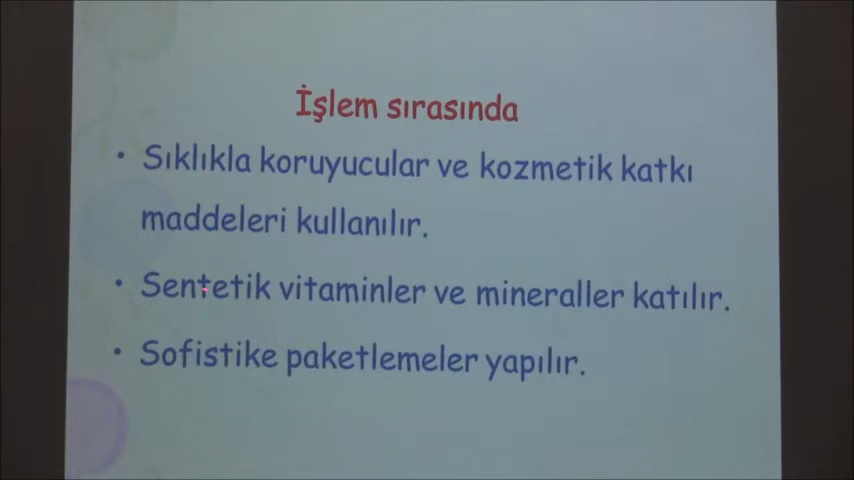 İşlem sırasında
• Sıklıkla koruyucular ve kozmetik katkı
maddeleri kullanılır.
• Sentetik vitaminler ve mineraller katılır.
• Sofistike paketlemeler yapılır.